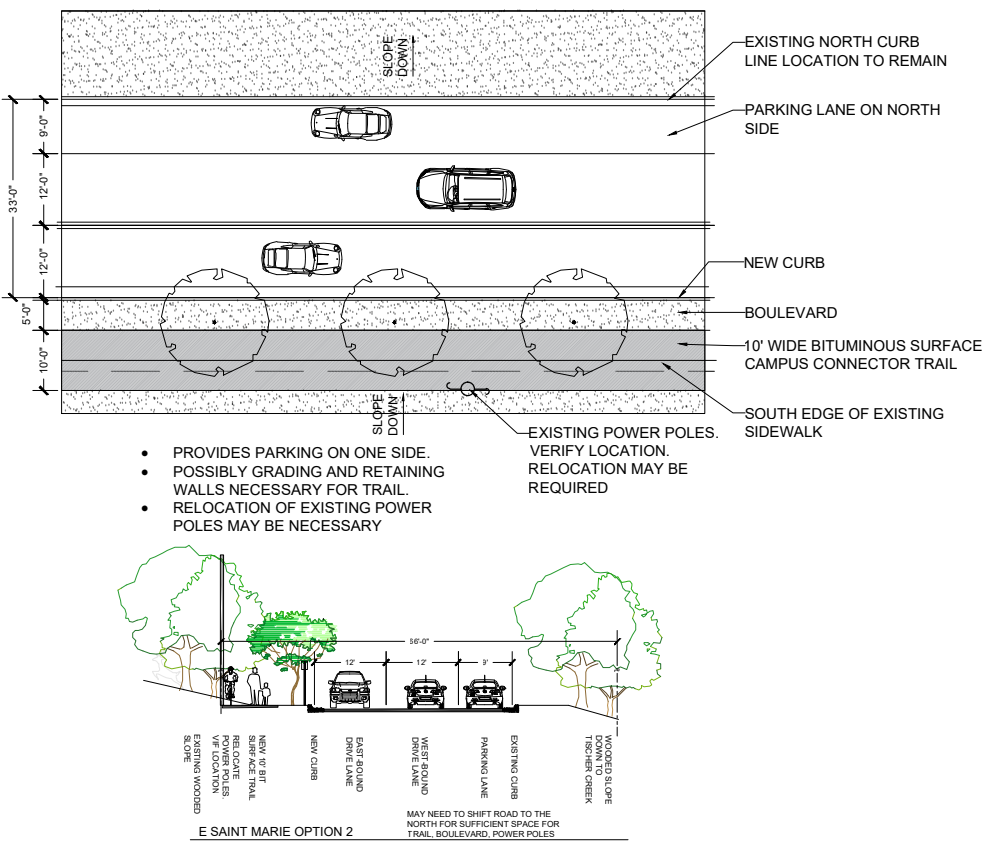 SLOPE
DOWN
EXISTING NORTH CURB
LINE LOCATION TO REMAIN
PARKING LANE ON NORTH
SIDE
9'-0"
12'-0"
33'-0"
12'-0"
5'-0"
10'-0"
NEW CURB
BOULEVARD
10' WIDE BITUMINOUS SURFACE
CAMPUS CONNECTOR TRAIL
SOUTH EDGE OF EXISTING
SIDEWALK
SLOPE
DOWN
EXISTING POWER POLES.
VERIFY LOCATION.
RELOCATION MAY BE
REQUIRED
• PROVIDES PARKING ON ONE SIDE.
• POSSIBLY GRADING AND RETAINING
WALLS NECESSARY FOR TRAIL.
• RELOCATION OF EXISTING POWER
POLES MAY BE NECESSARY
56'-0"
12'
12'
9'
EXISTING WOODED
SLOPE
RELOCATE
POWER POLES.
VIF LOCATION
NEW 10' BIT
SURFACE TRAIL
NEW CURB
EAST-BOUND
DRIVE LANE
WEST-BOUND
DRIVE LANE
PARKING LANE
EXISTING CURB
WOODED SLOPE
DOWN TO
TISCHER CREEK
E SAINT MARIE OPTION 2
MAY NEED TO SHIFT ROAD TO THE
NORTH FOR SUFFICIENT SPACE FOR
TRAIL, BOULEVARD, POWER POLES